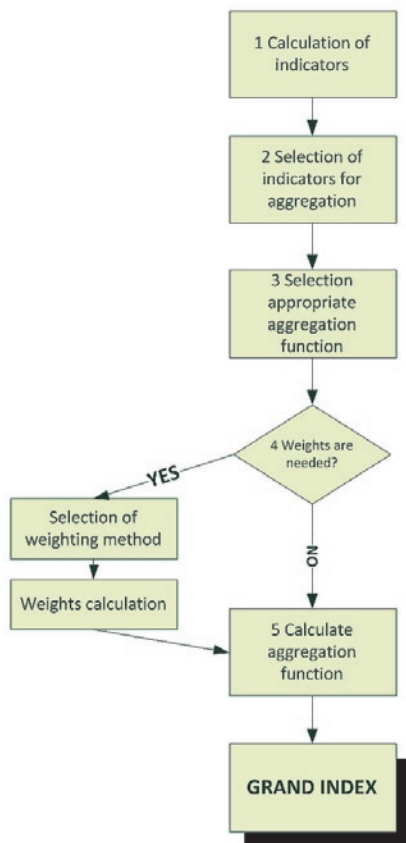 1 Calculation of
indicators
2 Selection of
indicators for
aggregation
3 Selection
appropriate
aggregation
function
4 Weights are
needed?
YES
Selection of
weighting method
Weights calculation
NO
5 Calculate
aggregation
function
GRAND INDEX